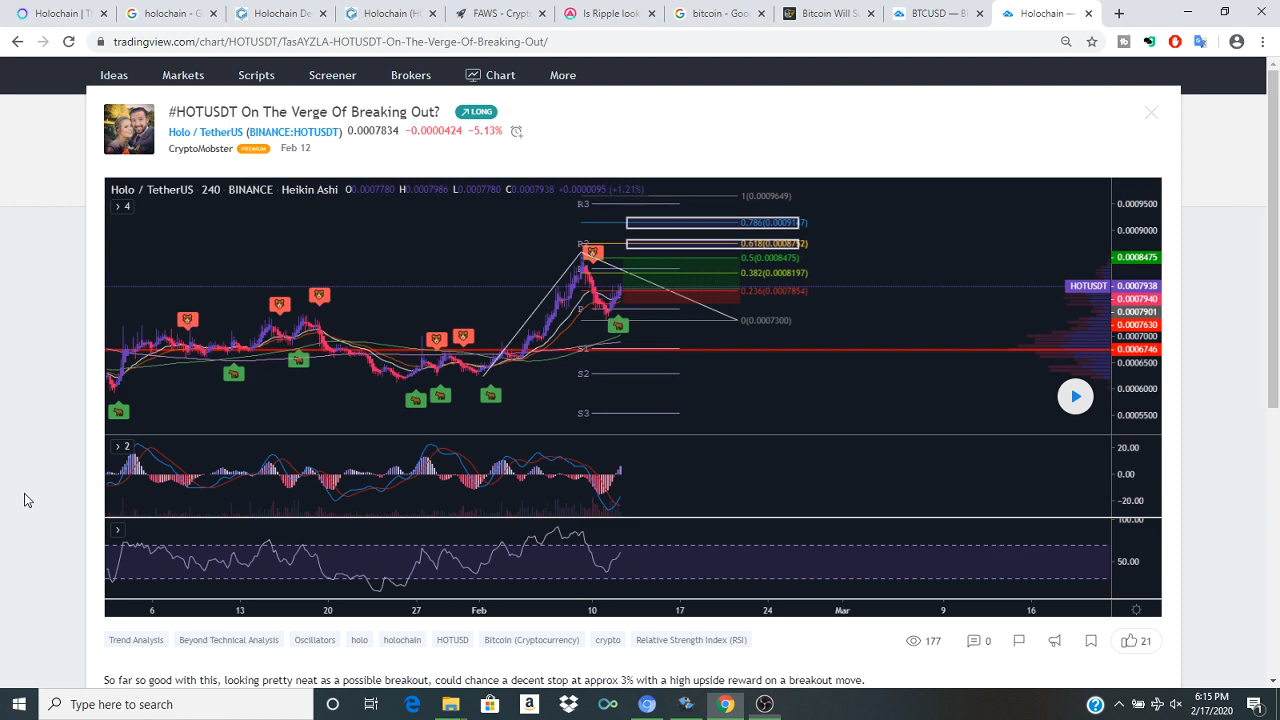 Holochain (HOT
Google
Holochain (HO
Holochain (HO
FAWS - Cryptoc
Is Ripple look
google - Goo
Bitcoin Will S
BTCUSD — Bi
Holochain
tradingview.com/chart/HOTUSDT/TasAYZLA-HOTUSDT-On-The-Verge-Of-Breaking-Out/
Ideas Markets Scripts Screener Brokers Chart More
#HOTUSDT On The Verge Of Breaking Out? LONG
Holo / TetherUS (BINANCE:HOTUSDT) 0.0007834 −0.0000424 −5.13%
CryptoMobster PREMIUM Feb 12
Holo / TetherUS · 240 · BINANCE · Heikin Ashi O0.0007780 H0.0007986 L0.0007780 C0.0007938 +0.0000095 (+1.21%)
4
R3
1(0.0009649)
0.786(0.0009147)
0.618(0.0008752)
0.5(0.0008475)
0.382(0.0008197)
0.236(0.0007854)
0(0.0007300)
S1
S2
S3
0.0009500
0.0009000
0.0008475
HOTUSDT 0.0007938
0.0007940
0.0007901
0.0007630
0.0007000
0.0006746
0.0006500
0.0006000
0.0005500
2
20.00
0.00
−20.00
100.00
50.00
6 13 20 27 Feb 10 17 24 Mar 9 16
Trend Analysis Beyond Technical Analysis Oscillators holo holochain HOTUSD Bitcoin (Cryptocurrency) crypto Relative Strength Index (RSI) 177 0 21
So far so good with this, looking pretty neat as a possible breakout, could chance a decent stop at approx 3% with a high upside reward on a breakout move.
Type here to search
6:15 PM
2/17/2020